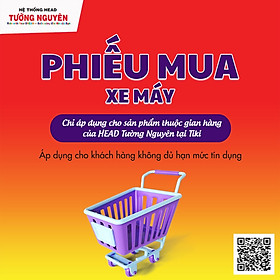 HỆ THỐNG HEAD
TƯỜNG NGUYÊN
PHIẾU MUA
XE MÁY
Chỉ áp dụng cho sản phẩm thuộc gian hàng
của HEAD Tường Nguyên tại Tiki
Áp dụng cho khách hàng không dủ hạn mức tín dụng